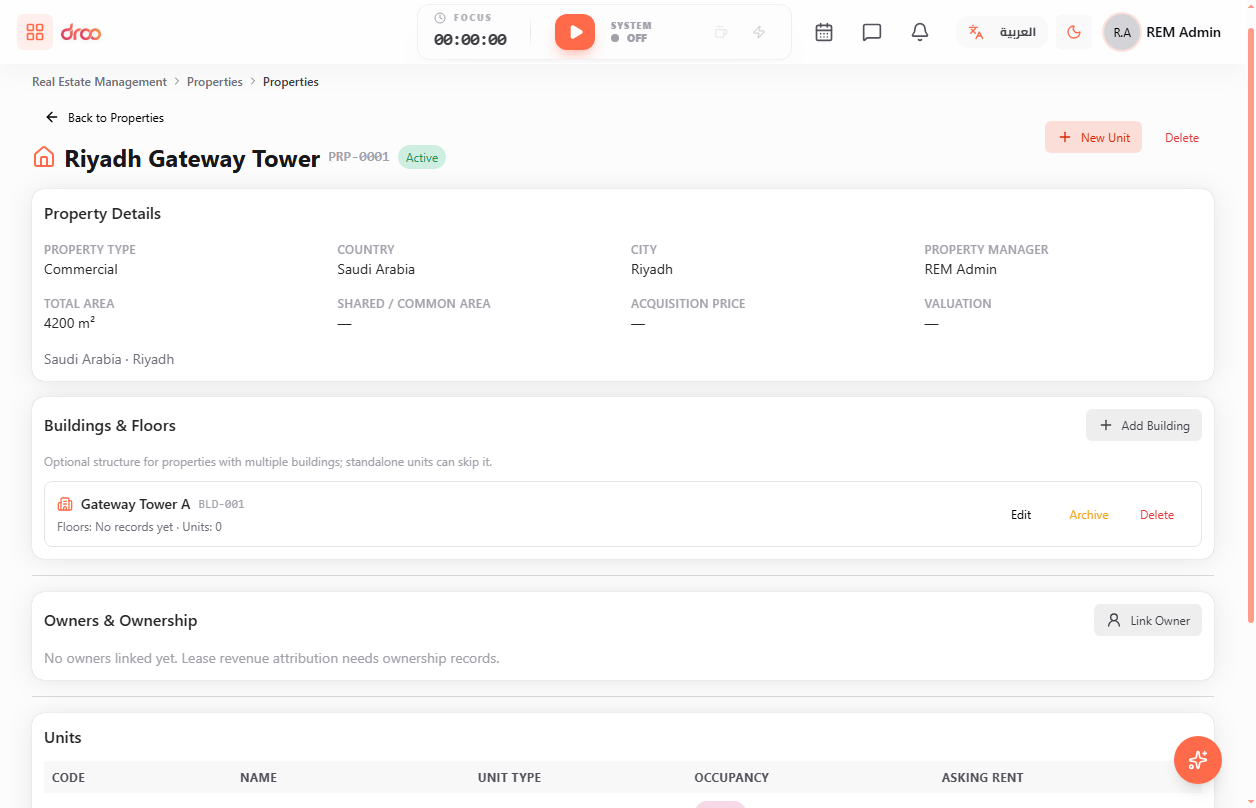 droo
FOCUS
00:00:00
SYSTEM
OFF
العربية
R.A
REM Admin
Real Estate Management > Properties > Properties
Back to Properties
Riyadh Gateway Tower PRP-0001 Active
New Unit
Delete
Property Details
PROPERTY TYPE COUNTRY CITY PROPERTY MANAGER
Commercial Saudi Arabia Riyadh REM Admin
TOTAL AREA SHARED / COMMON AREA ACQUISITION PRICE VALUATION
4200 m² — — —
Saudi Arabia · Riyadh
Buildings & Floors
Add Building
Optional structure for properties with multiple buildings; standalone units can skip it.
Gateway Tower A BLD-001
Floors: No records yet · Units: 0
Edit Archive Delete
Owners & Ownership
Link Owner
No owners linked yet. Lease revenue attribution needs ownership records.
Units
CODE NAME UNIT TYPE OCCUPANCY ASKING RENT